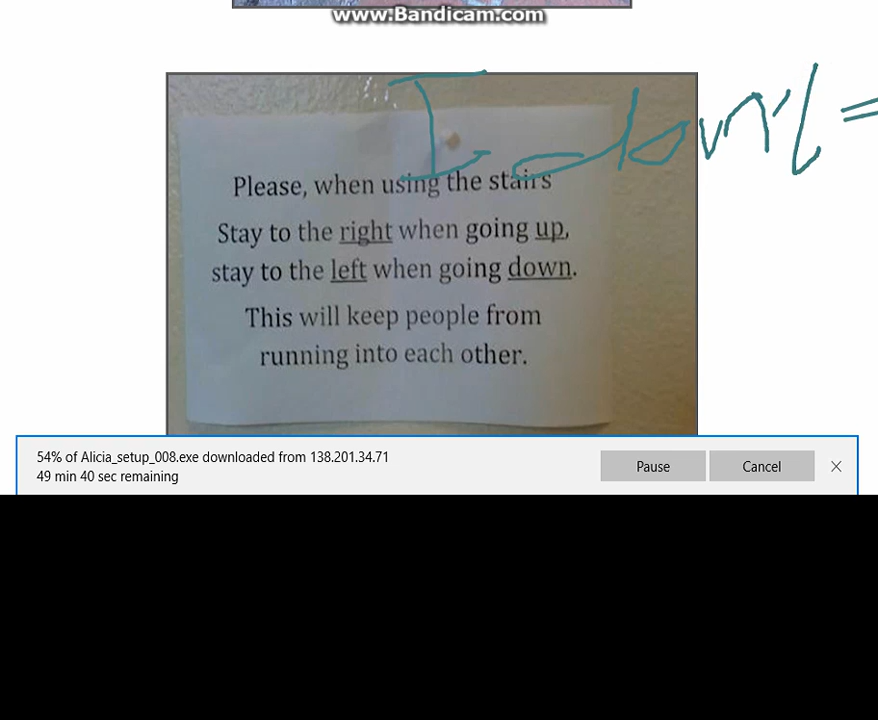 www.Bandicam.com
I don't
Please, when using the stairs
Stay to the right when going up,
stay to the left when going down.
This will keep people from
running into each other.
54% of Alicia_setup_008.exe downloaded from 138.201.34.71
49 min 40 sec remaining
Pause
Cancel